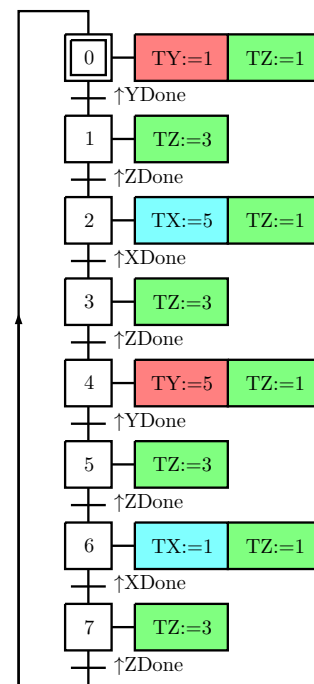 0 TY:=1 TZ:=1
↑YDone
1 TZ:=3
↑ZDone
2 TX:=5 TZ:=1
↑XDone
3 TZ:=3
↑ZDone
4 TY:=5 TZ:=1
↑YDone
5 TZ:=3
↑ZDone
6 TX:=1 TZ:=1
↑XDone
7 TZ:=3
↑ZDone